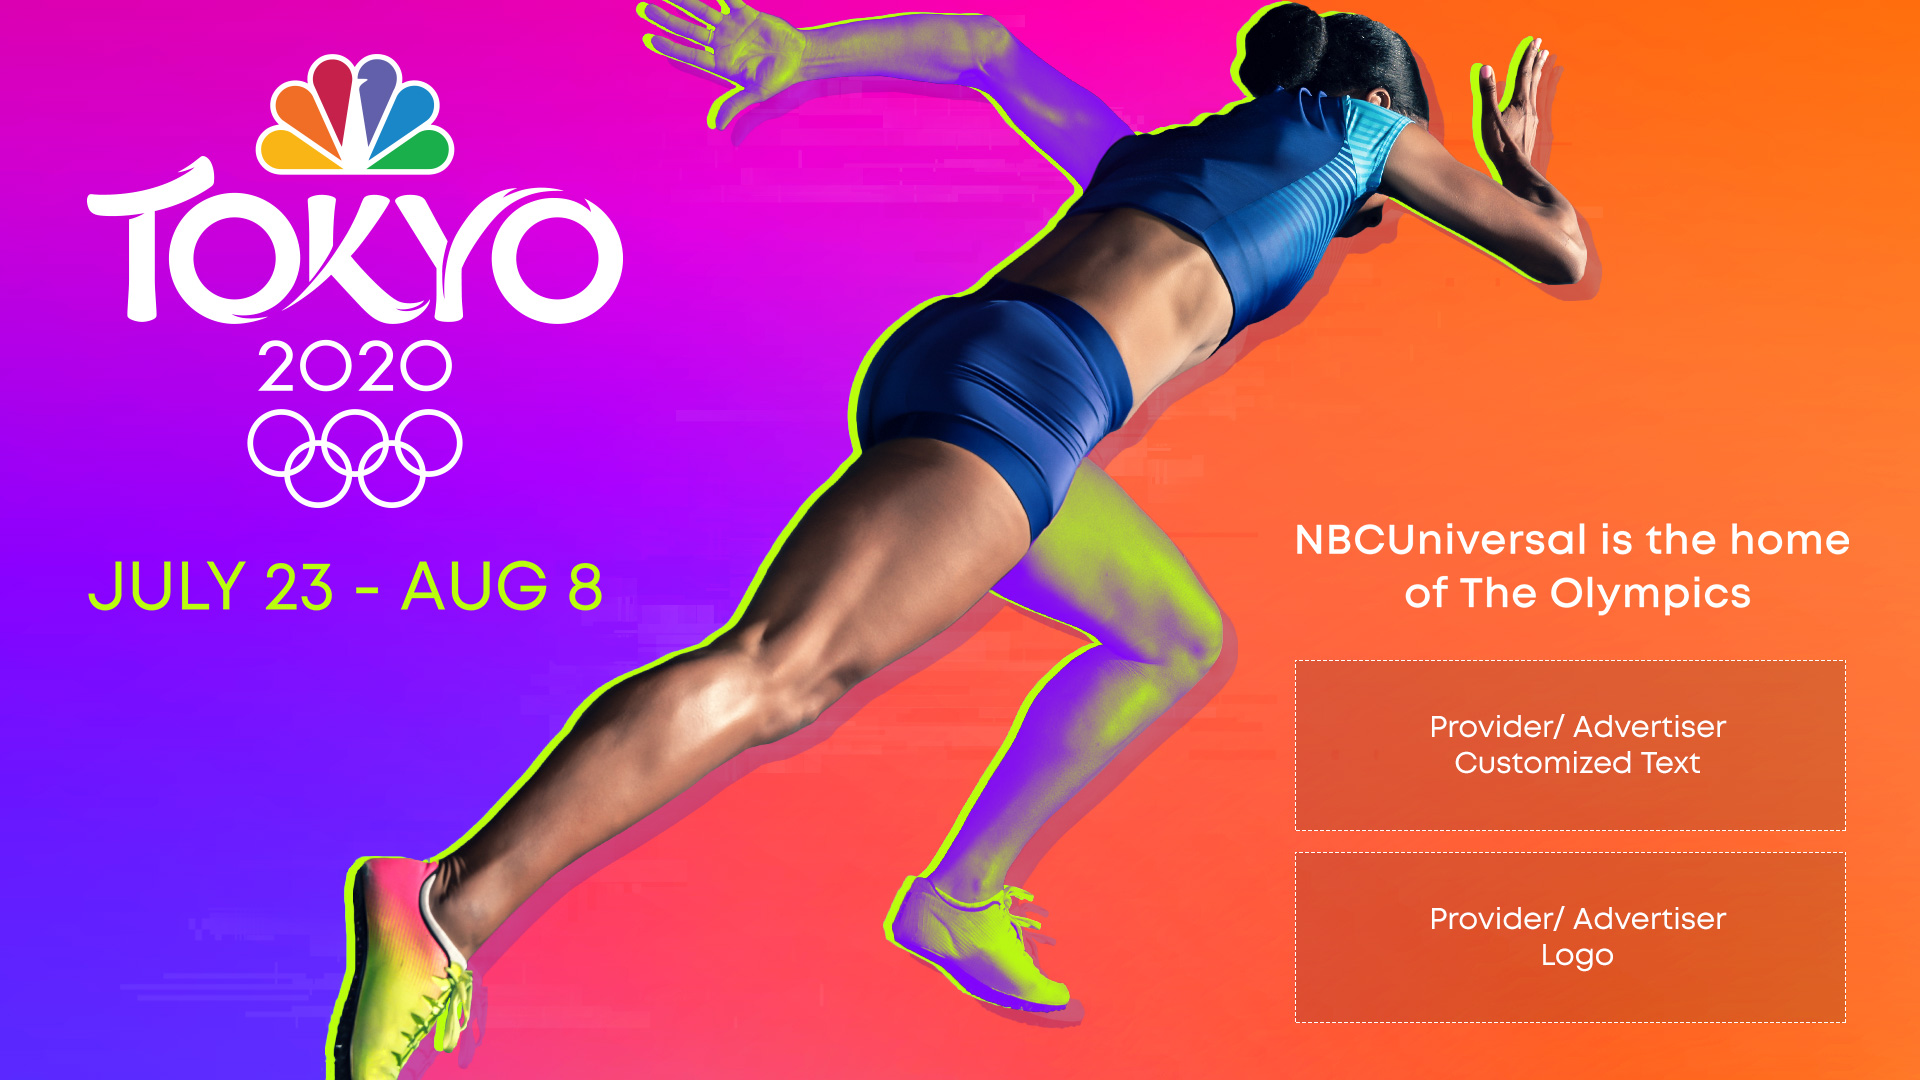 TOKYO
2020
JULY 23 - AUG 8
NBCUniversal is the home
of The Olympics
Provider/ Advertiser
Customized Text
Provider/ Advertiser
Logo